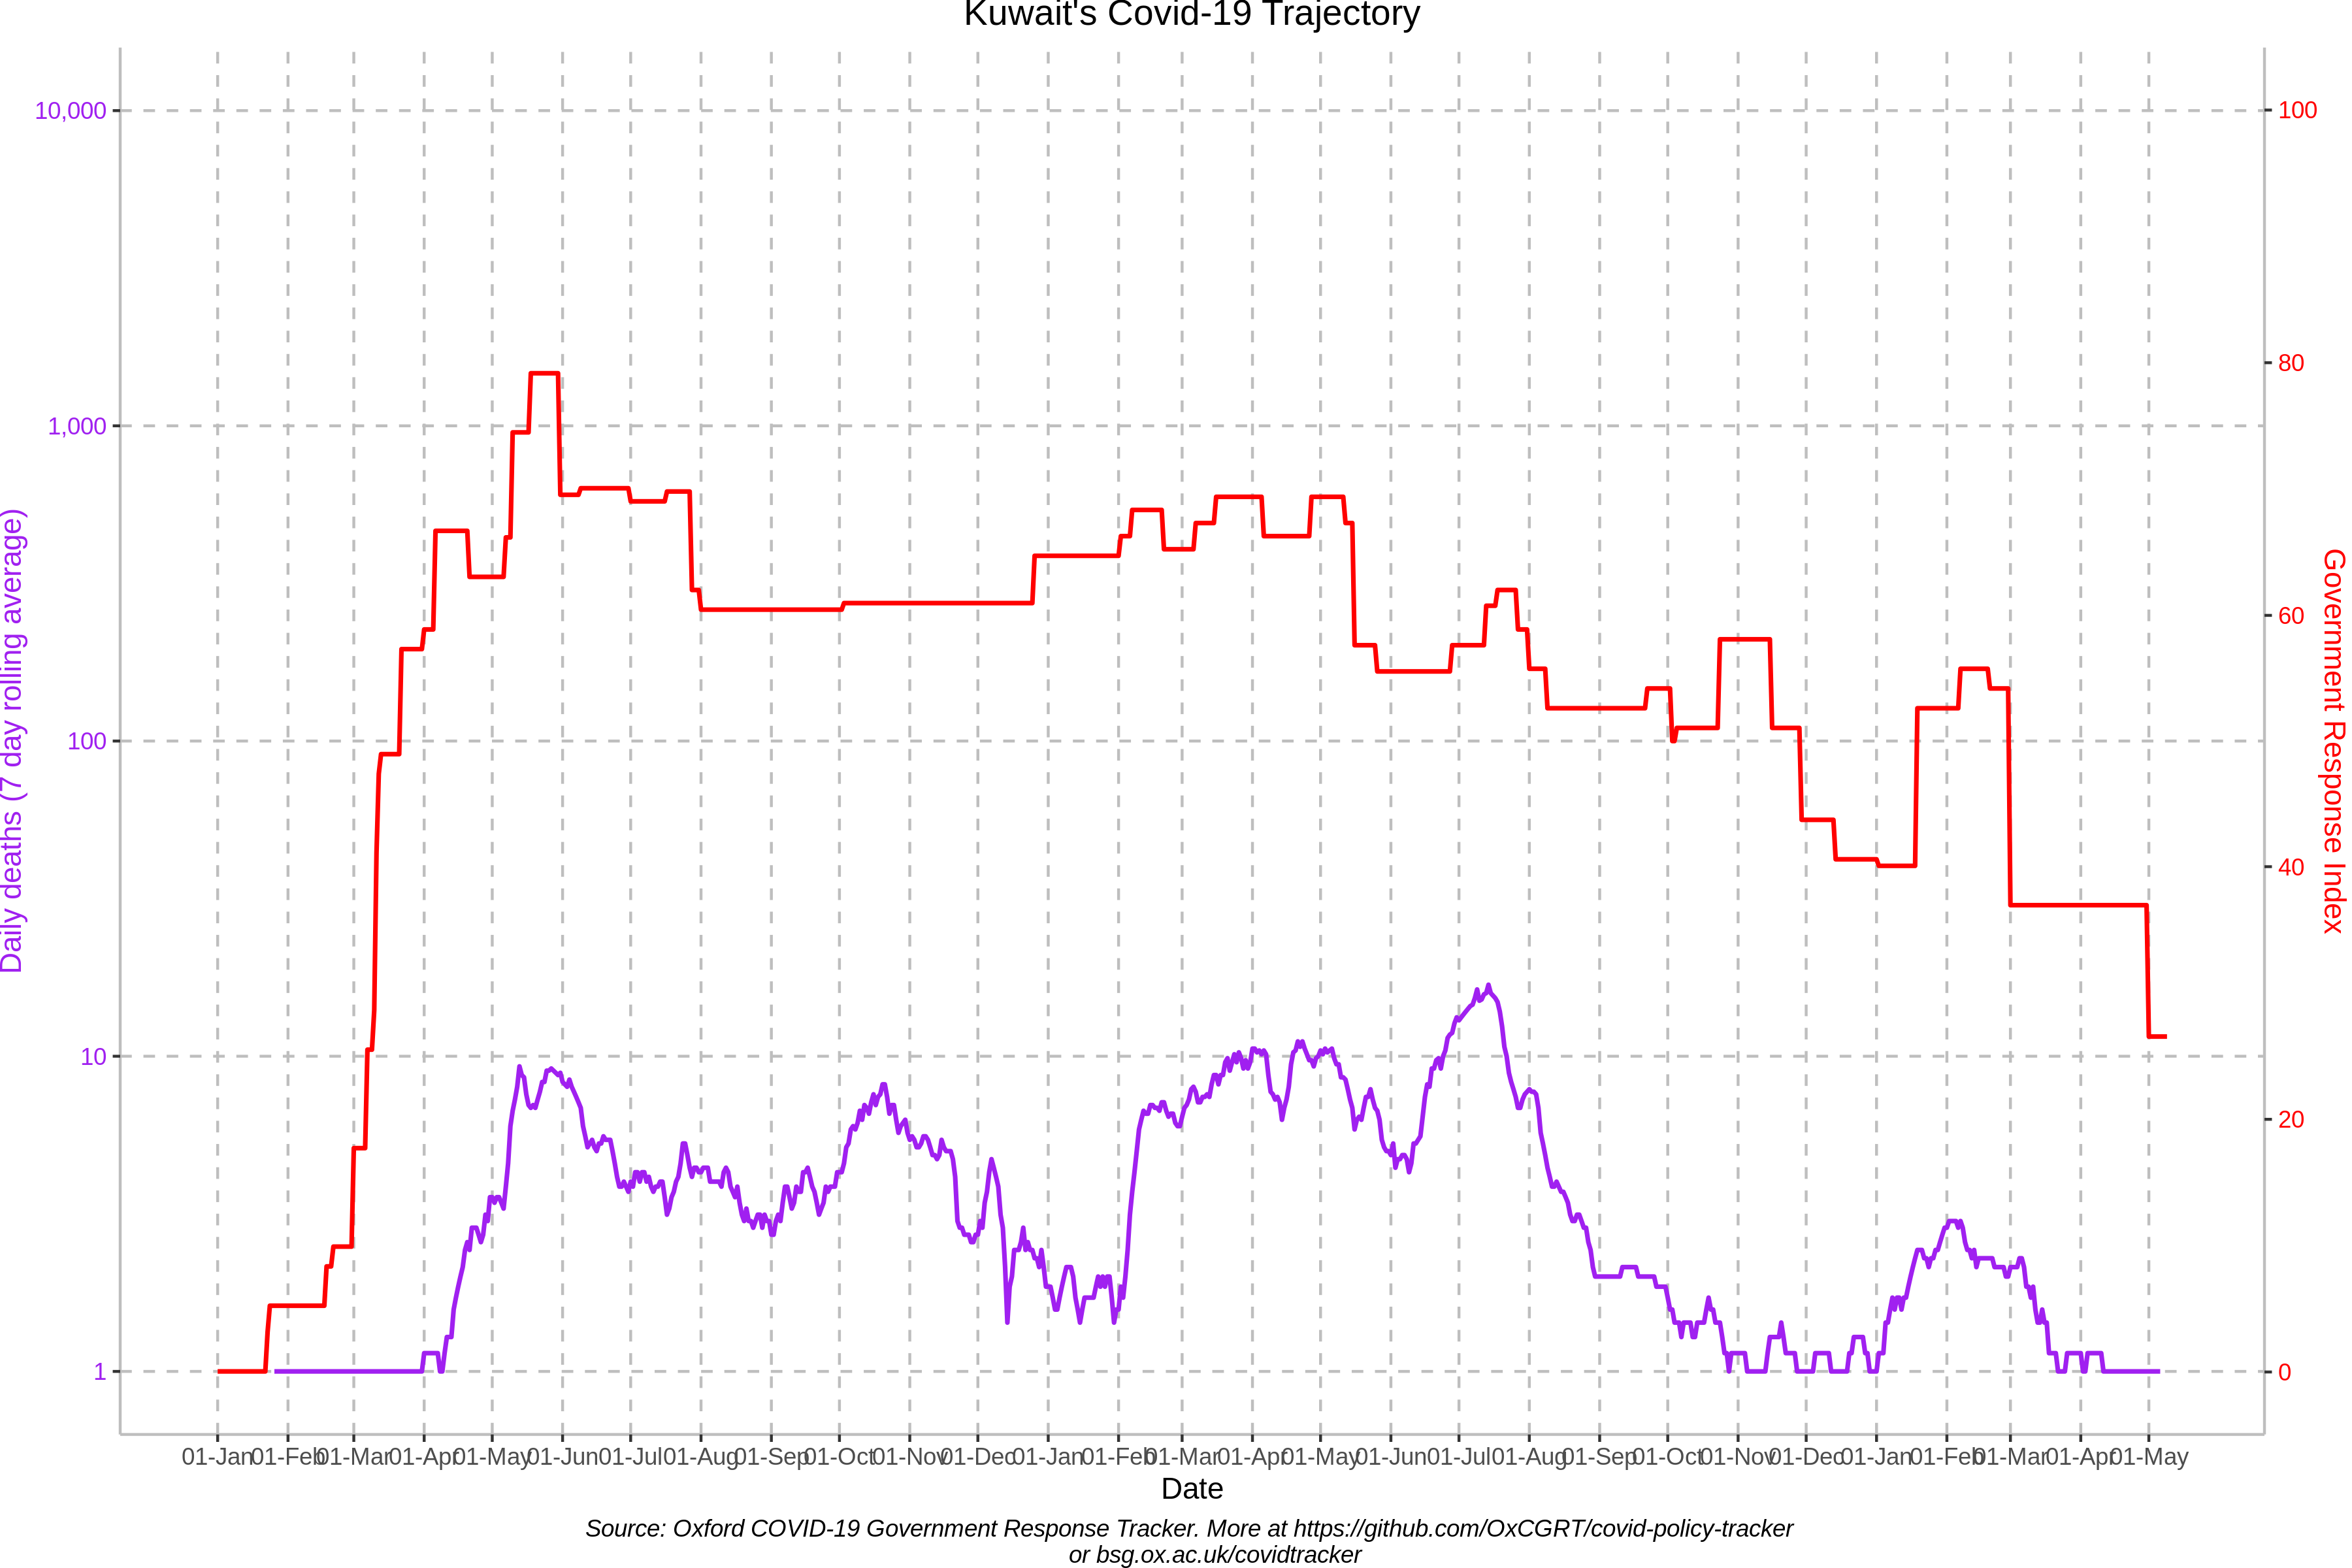 Kuwait's Covid-19 Trajectory
10,000
1,000
100
10
1
Daily deaths (7 day rolling average)
100
80
60
40
20
0
Government Response Index
01-Jan 01-Feb 01-Mar 01-Apr 01-May 01-Jun 01-Jul 01-Aug 01-Sep 01-Oct 01-Nov 01-Dec 01-Jan 01-Feb 01-Mar 01-Apr 01-May 01-Jun 01-Jul 01-Aug 01-Sep 01-Oct 01-Nov 01-Dec 01-Jan 01-Feb 01-Mar 01-Apr 01-May
Date
Source: Oxford COVID-19 Government Response Tracker. More at https://github.com/OxCGRT/covid-policy-tracker
or bsg.ox.ac.uk/covidtracker